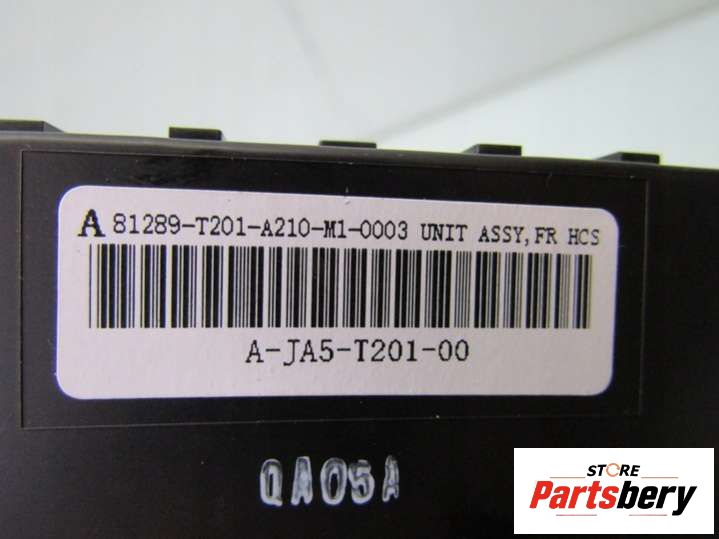 A 81289-T201-A210-M1-0003 UNIT ASSY,FR HCS
A-JA5-T201-00
QA05A
STORE
Partsbery